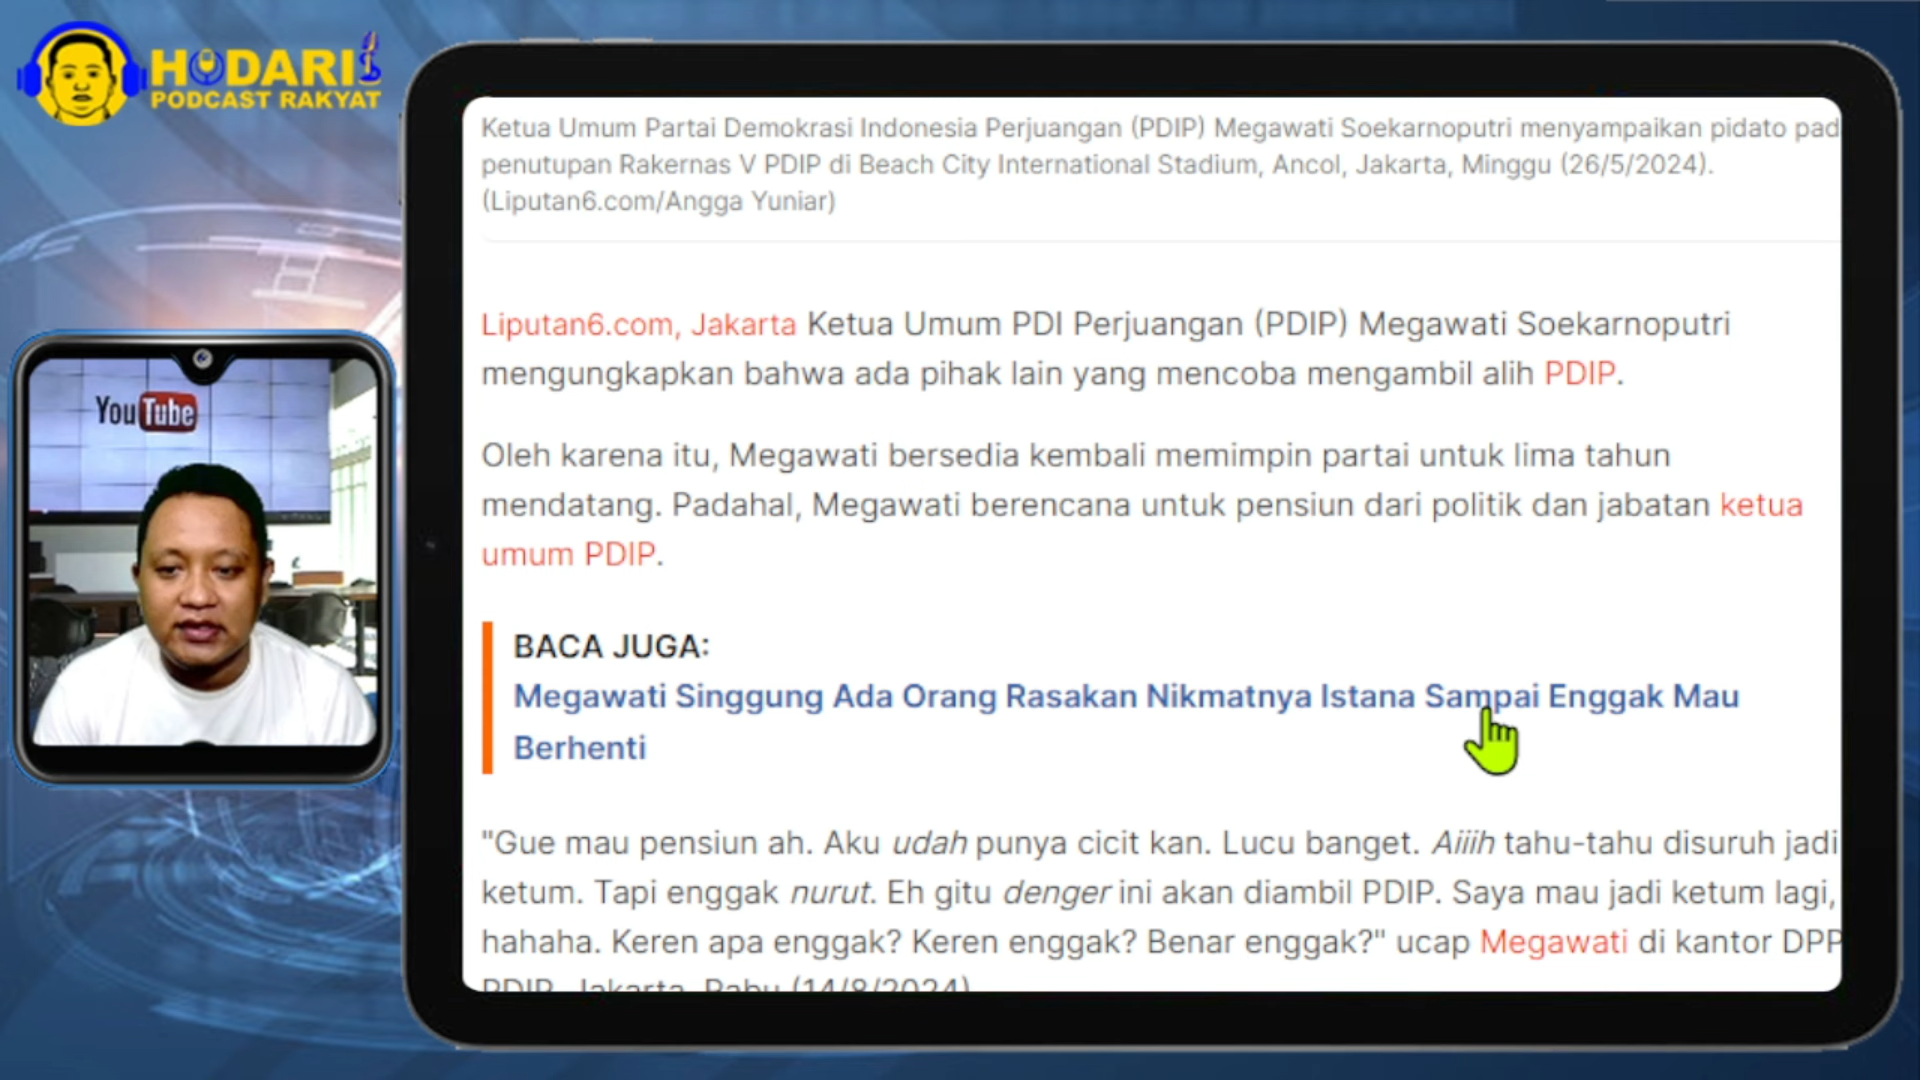 HODARI
PODCAST RAKYAT
Ketua Umum Partai Demokrasi Indonesia Perjuangan (PDIP) Megawati Soekarnoputri menyampaikan pidato pad
penutupan Rakernas V PDIP di Beach City International Stadium, Ancol, Jakarta, Minggu (26/5/2024).
(Liputan6.com/Angga Yuniar)
Liputan6.com, Jakarta Ketua Umum PDI Perjuangan (PDIP) Megawati Soekarnoputri
mengungkapkan bahwa ada pihak lain yang mencoba mengambil alih PDIP.
Oleh karena itu, Megawati bersedia kembali memimpin partai untuk lima tahun
mendatang. Padahal, Megawati berencana untuk pensiun dari politik dan jabatan ketua
umum PDIP.
YouTube
BACA JUGA:
Megawati Singgung Ada Orang Rasakan Nikmatnya Istana Sampai Enggak Mau
Berhenti
"Gue mau pensiun ah. Aku udah punya cicit kan. Lucu banget. Aiiih tahu-tahu disuruh jadi
ketum. Tapi enggak nurut. Eh gitu denger ini akan diambil PDIP. Saya mau jadi ketum lagi,
hahaha. Keren apa enggak? Keren enggak? Benar enggak?" ucap Megawati di kantor DPP
PDIP, Jakarta, Rabu (14/8/2024)